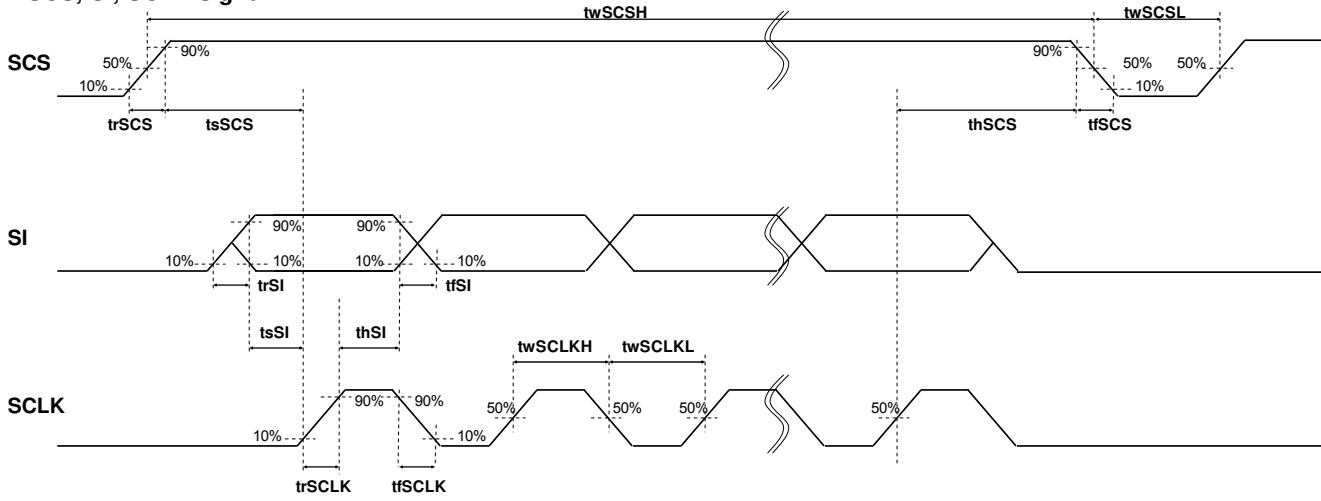 twSCSH twSCSL
SCS 90% 90%
50% 50% 50%
10% 10%
trSCS tsSCS thSCS tfSCS
SI 90% 90%
10% 10% 10% 10%
trSI tfSI
tsSI thSI
twSCLKH twSCLKL
SCLK 90% 90% 50% 50% 50% 50%
10% 10%
trSCLK tfSCLK